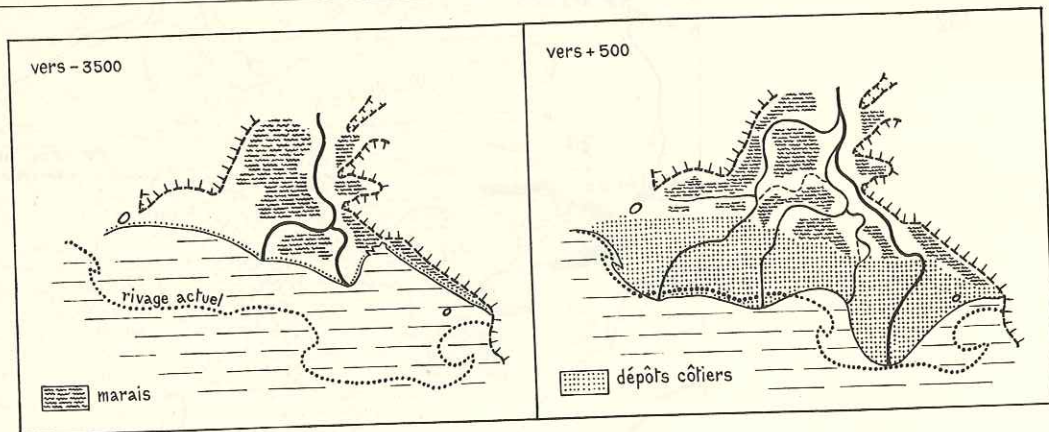 vers – 3500
rivage actuel
marais
vers + 500
dépôts côtiers